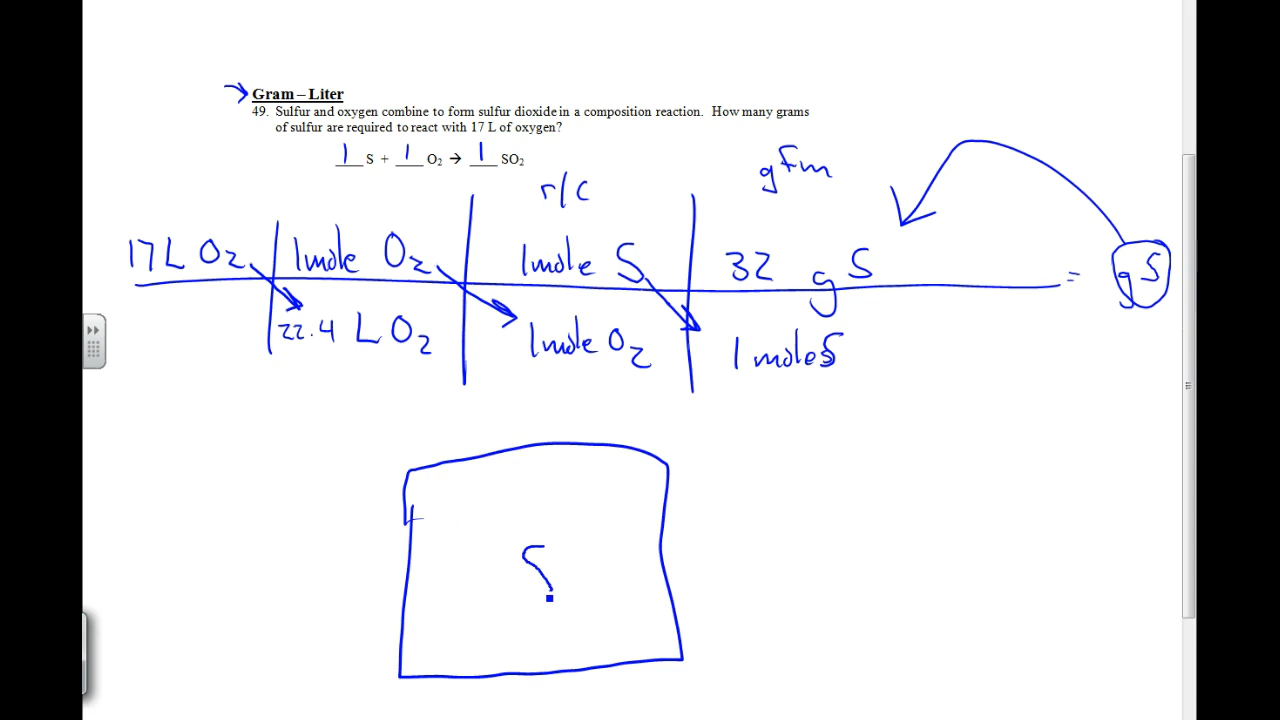 Gram – Liter
49. Sulfur and oxygen combine to form sulfur dioxide in a composition reaction. How many grams
of sulfur are required to react with 17 L of oxygen?
1 S + 1 O₂ → 1 SO₂
r/c
gfm
17 L O₂ 1 mole O₂ 1 mole S 32 g S = g S
22.4 L O₂ 1 mole O₂ 1 mole S
?